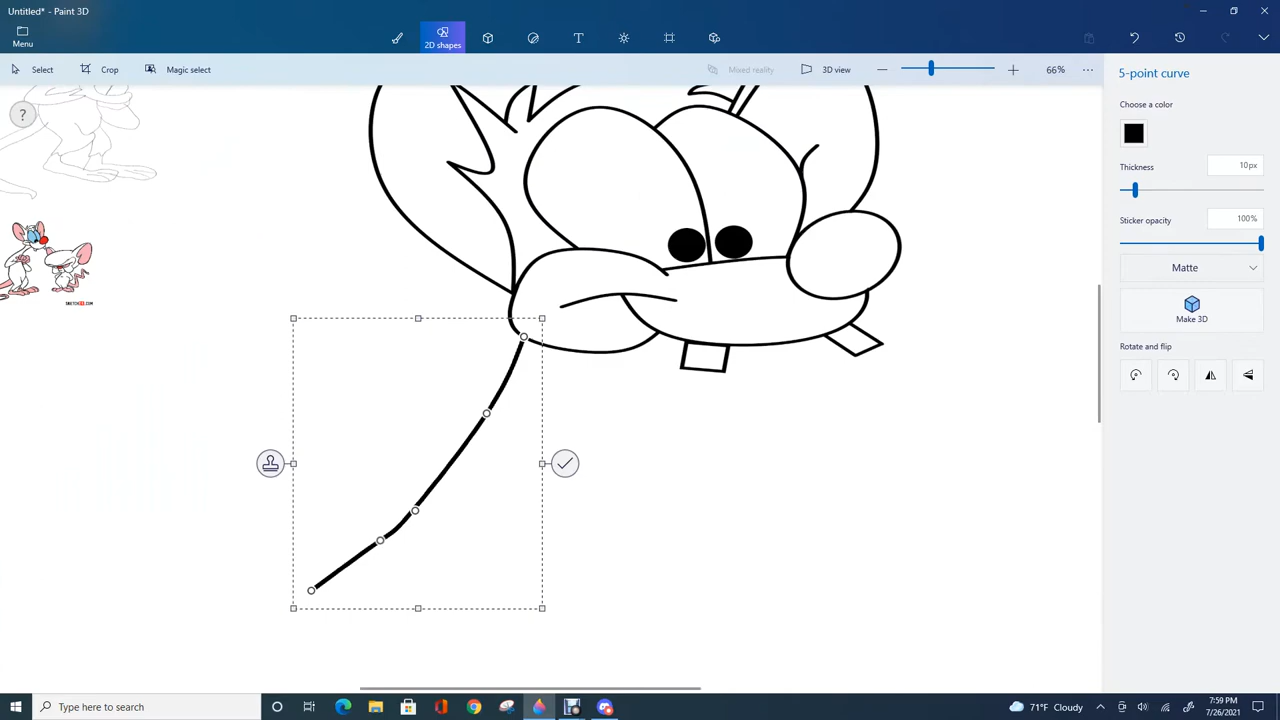 Untitled* - Paint 3D
Menu
2D shapes
Select
Crop
Magic select
Mixed reality
3D view
66%
5-point curve
Choose a color
Thickness
10px
Sticker opacity
100%
Matte
Make 3D
Rotate and flip
?
Type here to search
71°F Cloudy
7:59 PM
7/26/2021